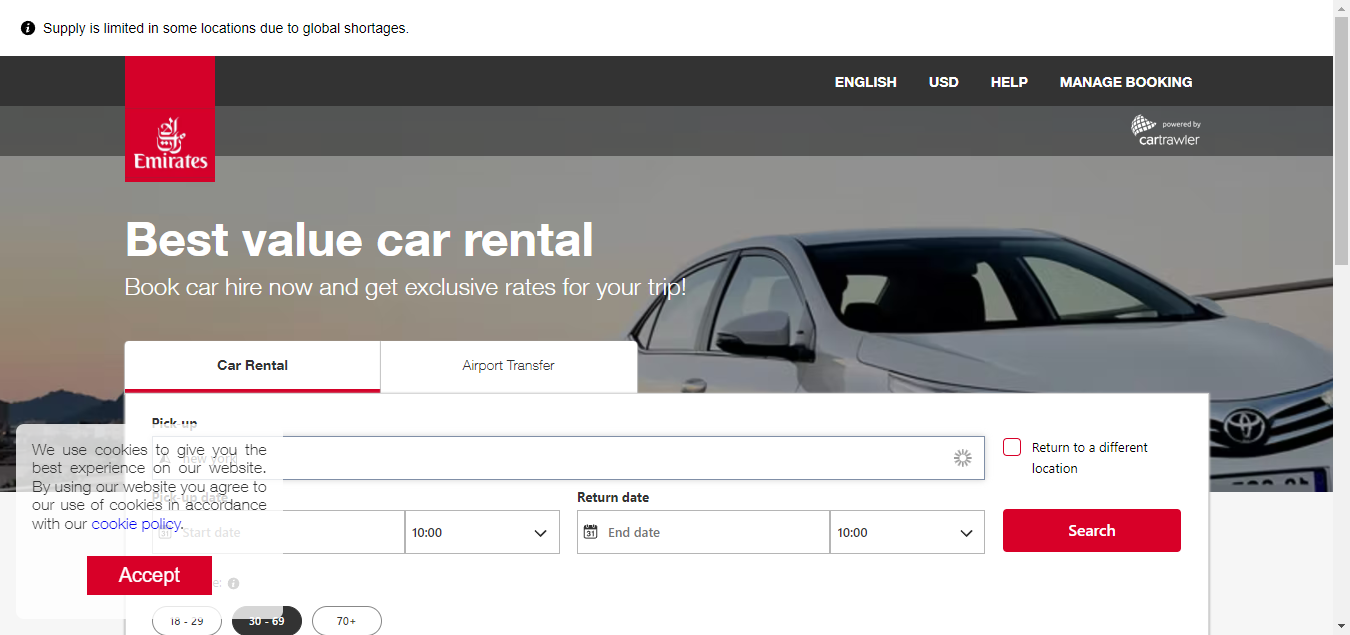 Supply is limited in some locations due to global shortages.
ENGLISH USD HELP MANAGE BOOKING
powered by
cartrawler
Emirates
Best value car rental
Book car hire now and get exclusive rates for your trip!
Car Rental Airport Transfer
Pick-up
new york
Return to a different
location
We use cookies to give you the
best experience on our website.
By using our website you agree to
our use of cookies in accordance
with our cookie policy.
Pick-up date Return date
Start date 10:00 31 End date 10:00
Search
Accept
18 - 29 30 - 69 70+